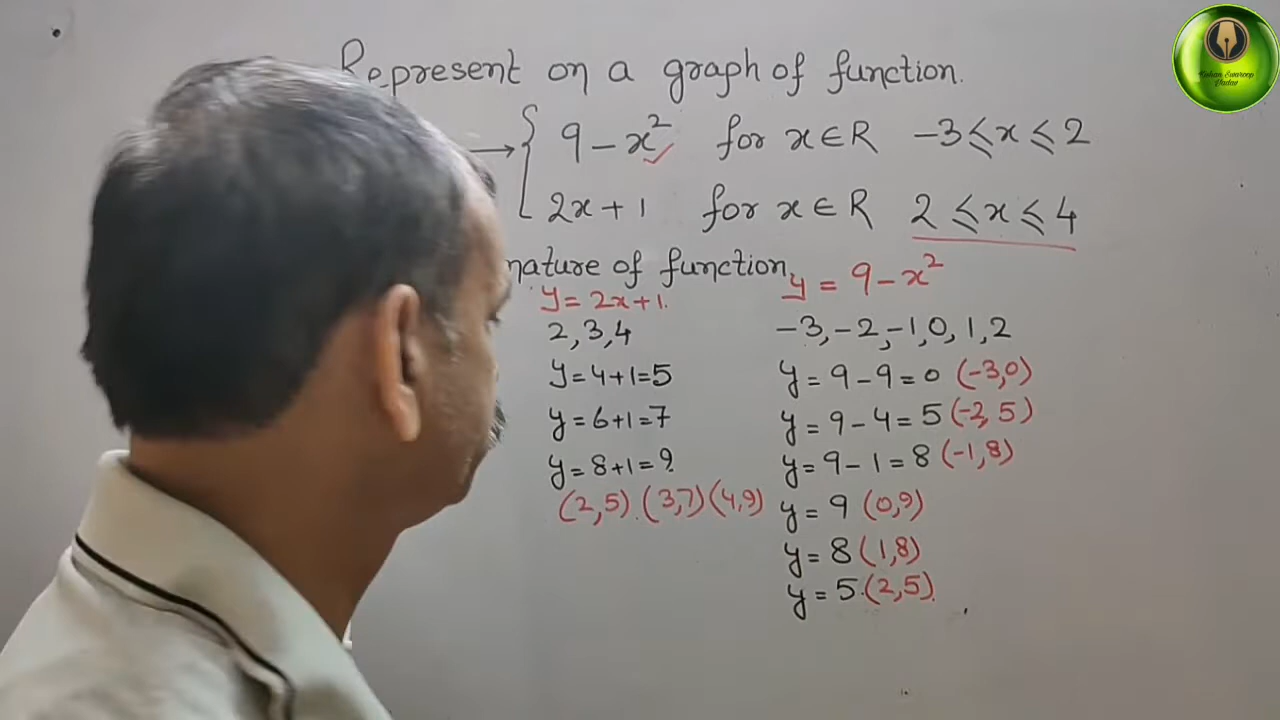 Represent on a graph of function.
→ { 9 - x² for x ∈ R -3 ≤ x ≤ 2
2x + 1 for x ∈ R 2 ≤ x ≤ 4
nature of function
y = 2x + 1.
2, 3, 4
y = 4 + 1 = 5
y = 6 + 1 = 7
y = 8 + 1 = 9
(2, 5). (3, 7) (4, 9)
y = 9 - x²
-3, -2, -1, 0, 1, 2
y = 9 - 9 = 0 (-3, 0)
y = 9 - 4 = 5 (-2, 5)
y = 9 - 1 = 8 (-1, 8)
y = 9 (0, 9)
y = 8 (1, 8)
y = 5 (2, 5)
Swaroop
Yadav